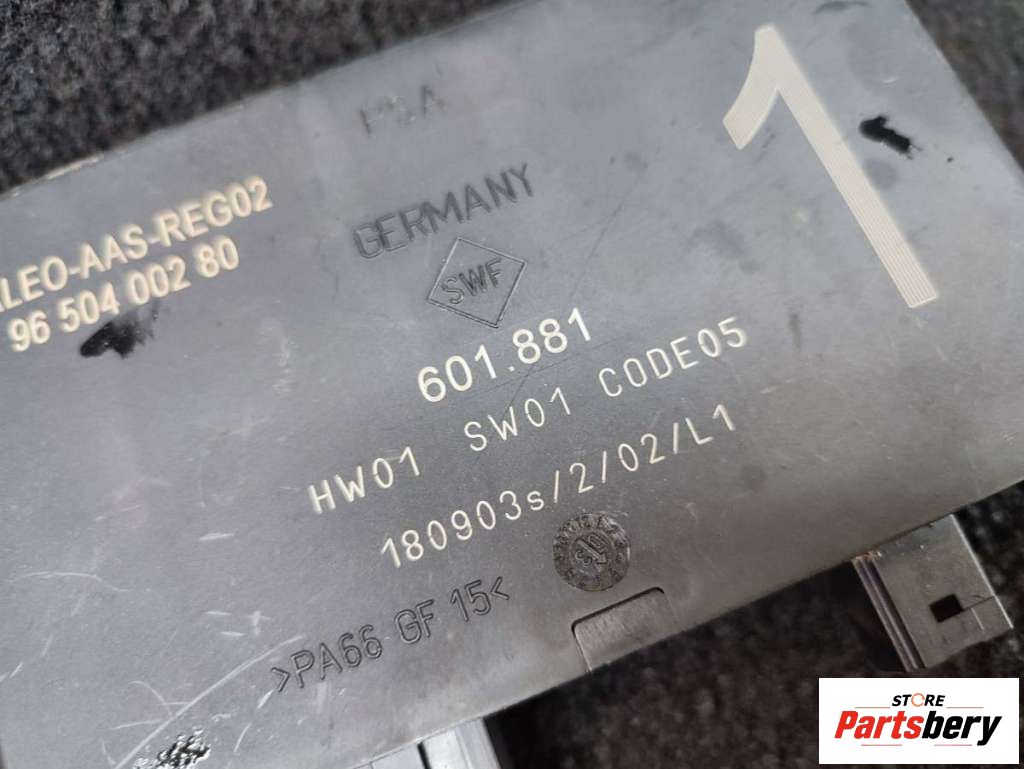 PSA
1
ALEO-AAS-REG02
96 504 002 80
GERMANY
SWF
601.881
HW01 SW01 CODE05
180903s/2/02/L1
>PA66 GF 15<
STORE
Partsbery